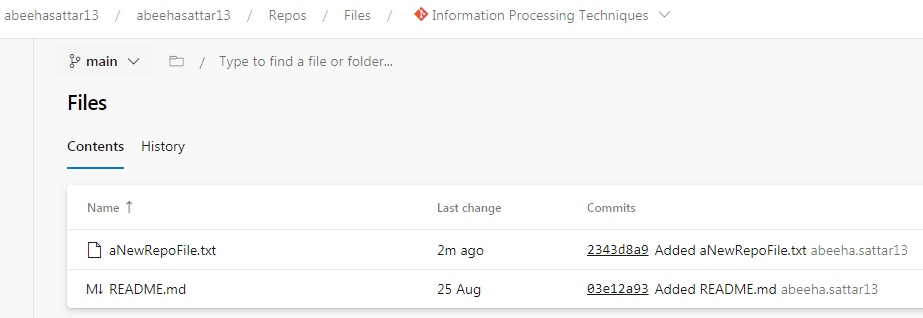 abeehasattar13 / abeehasattar13 / Repos / Files / Information Processing Techniques
main / Type to find a file or folder...
Files
Contents History
Name ↑ Last change Commits
aNewRepoFile.txt 2m ago 2343d8a9 Added aNewRepoFile.txt abeeha.sattar13
M↓ README.md 25 Aug 03e12a93 Added README.md abeeha.sattar13